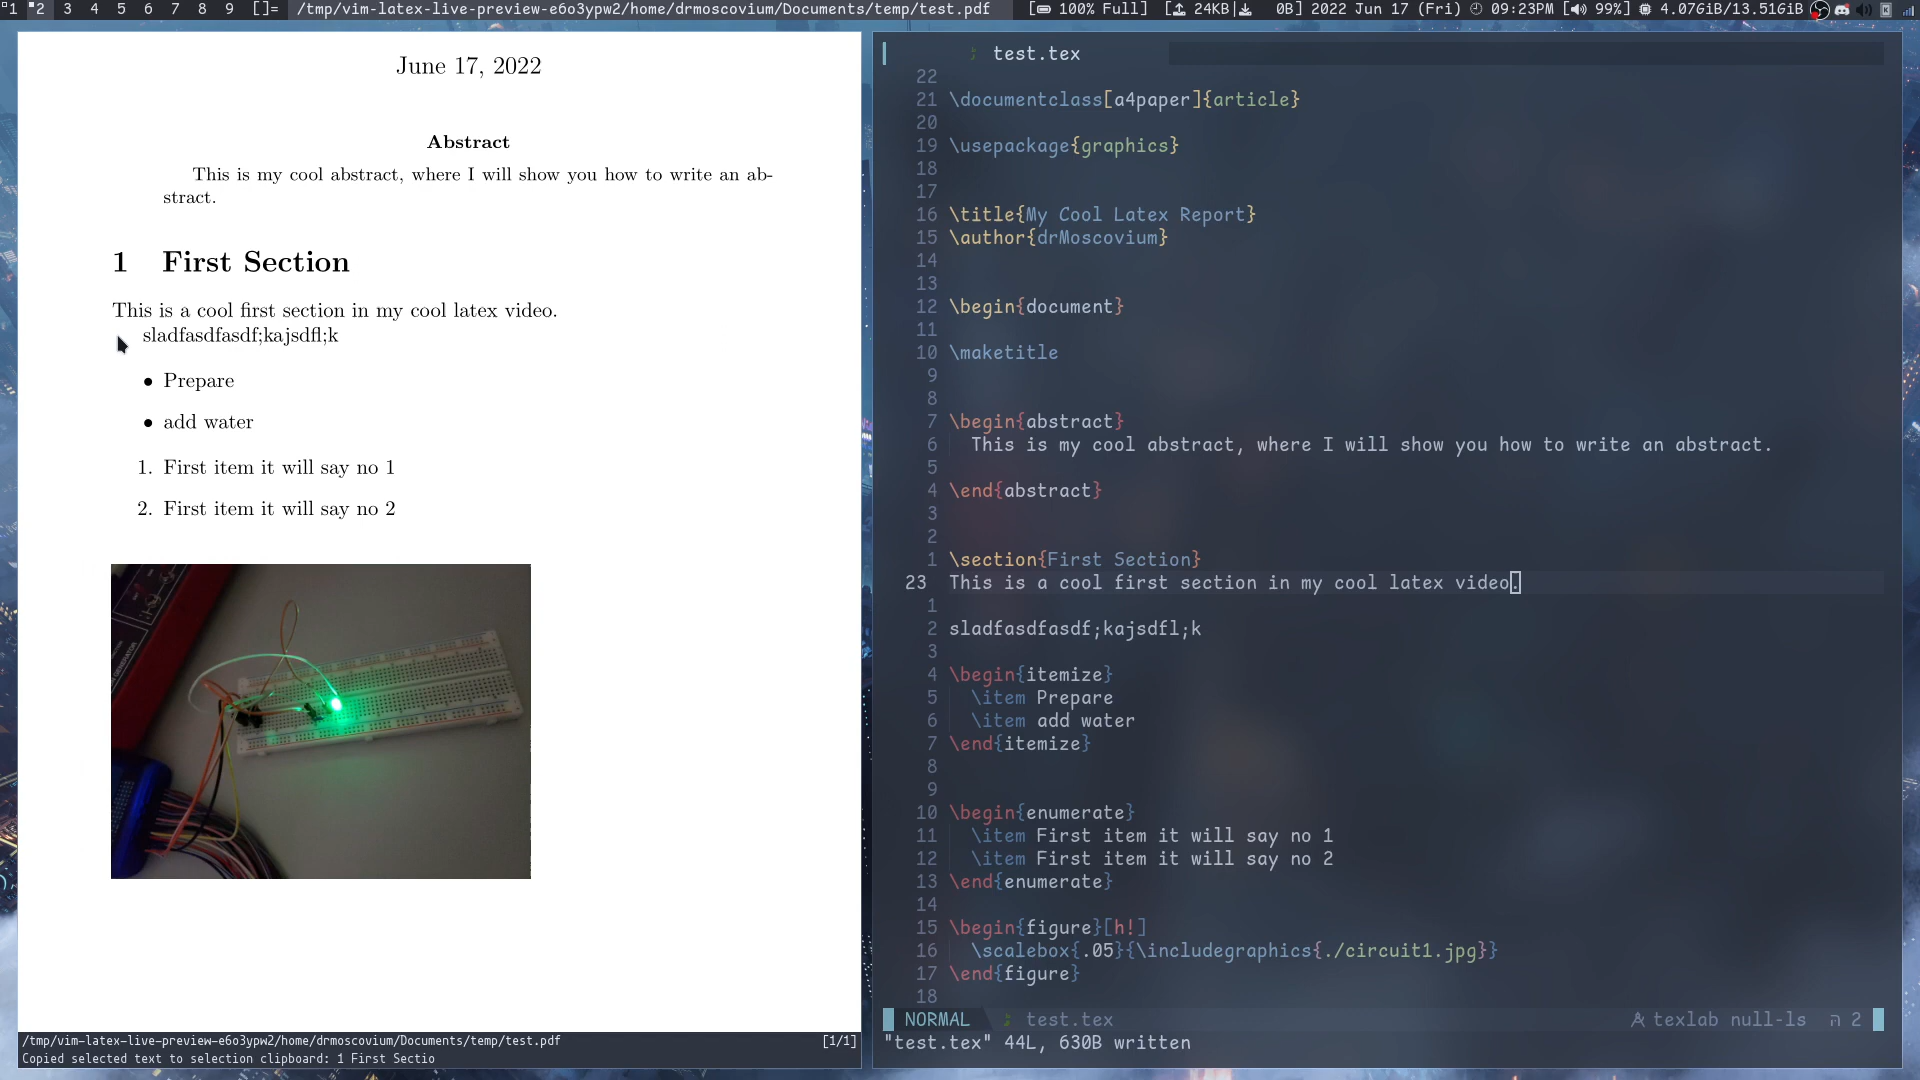 1 2 3 4 5 6 7 8 9 []= /tmp/vim-latex-live-preview-e6o3ypw2/home/drmoscovium/Documents/temp/test.pdf [ 100% Full] [ 24KB| 0B] 2022 Jun 17 (Fri) 09:23PM [ 99%] 4.07GiB/13.51GiB
June 17, 2022
Abstract
This is my cool abstract, where I will show you how to write an ab-
stract.
1 First Section
This is a cool first section in my cool latex video.
sladfasdfasdf;kajsdfl;k
• Prepare
• add water
1. First item it will say no 1
2. First item it will say no 2
/tmp/vim-latex-live-preview-e6o3ypw2/home/drmoscovium/Documents/temp/test.pdf [1/1]
Copied selected text to selection clipboard: 1 First Sectio
test.tex
22
21 \documentclass[a4paper]{article}
20
19 \usepackage{graphics}
18
17
16 \title{My Cool Latex Report}
15 \author{drMoscovium}
14
13
12 \begin{document}
11
10 \maketitle
9
8
7 \begin{abstract}
6 This is my cool abstract, where I will show you how to write an abstract.
5
4 \end{abstract}
3
2
1 \section{First Section}
23 This is a cool first section in my cool latex video.
1
2 sladfasdfasdf;kajsdfl;k
3
4 \begin{itemize}
5 \item Prepare
6 \item add water
7 \end{itemize}
8
9
10 \begin{enumerate}
11 \item First item it will say no 1
12 \item First item it will say no 2
13 \end{enumerate}
14
15 \begin{figure}[h!]
16 \scalebox{.05}{\includegraphics{./circuit1.jpg}}
17 \end{figure}
18
NORMAL test.tex texlab null-ls 2
"test.tex" 44L, 630B written